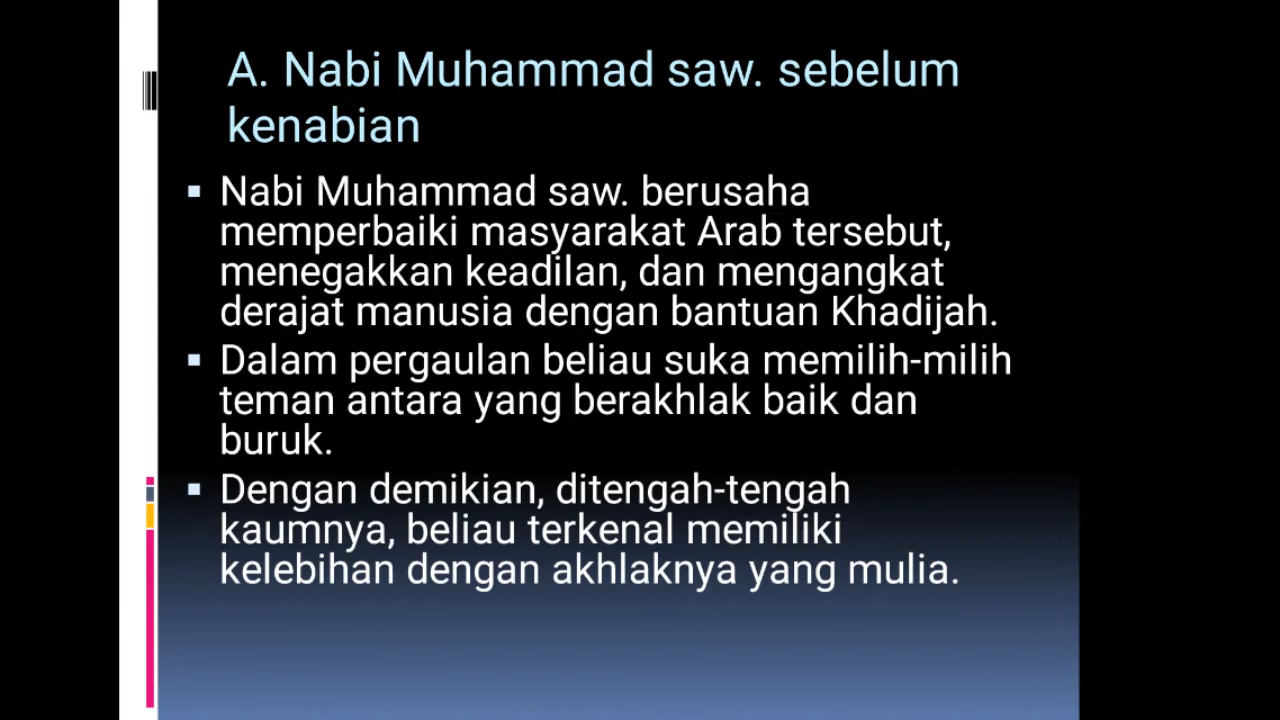 A. Nabi Muhammad saw. sebelum
kenabian
▪ Nabi Muhammad saw. berusaha
memperbaiki masyarakat Arab tersebut,
menegakkan keadilan, dan mengangkat
derajat manusia dengan bantuan Khadijah.
▪ Dalam pergaulan beliau suka memilih-milih
teman antara yang berakhlak baik dan
buruk.
▪ Dengan demikian, ditengah-tengah
kaumnya, beliau terkenal memiliki
kelebihan dengan akhlaknya yang mulia.